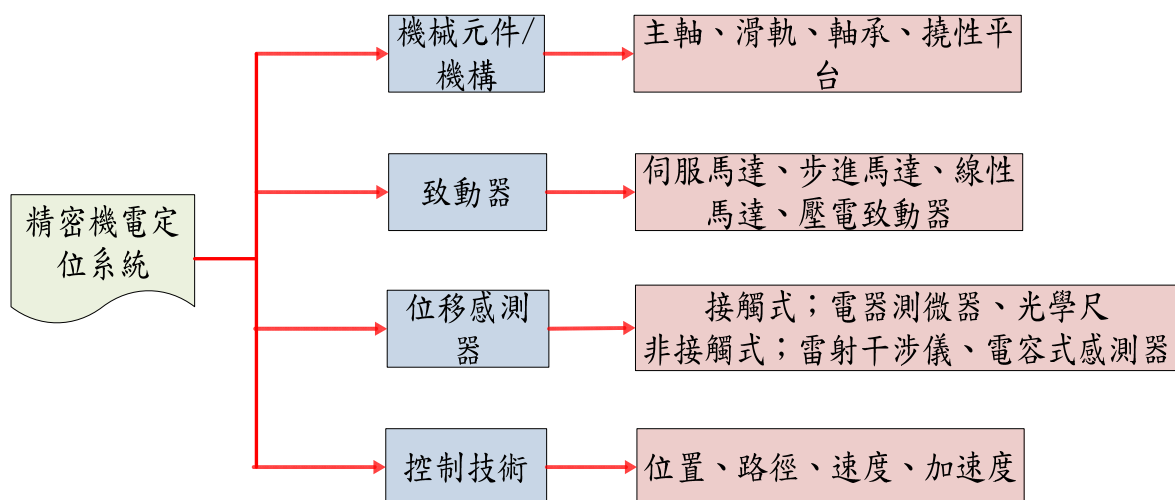 機械元件/
機構
主軸、滑軌、軸承、撓性平
台
致動器
伺服馬達、步進馬達、線性
馬達、壓電致動器
精密機電定
位系統
位移感測
器
接觸式；電器測微器、光學尺
非接觸式；雷射干涉儀、電容式感測器
控制技術
位置、路徑、速度、加速度